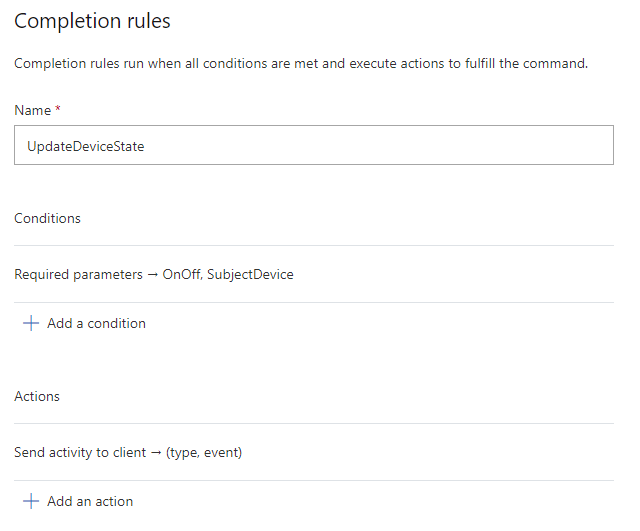 Completion rules
Completion rules run when all conditions are met and execute actions to fulfill the command.
Name *
UpdateDeviceState
Conditions
Required parameters → OnOff, SubjectDevice
Add a condition
Actions
Send activity to client → (type, event)
Add an action